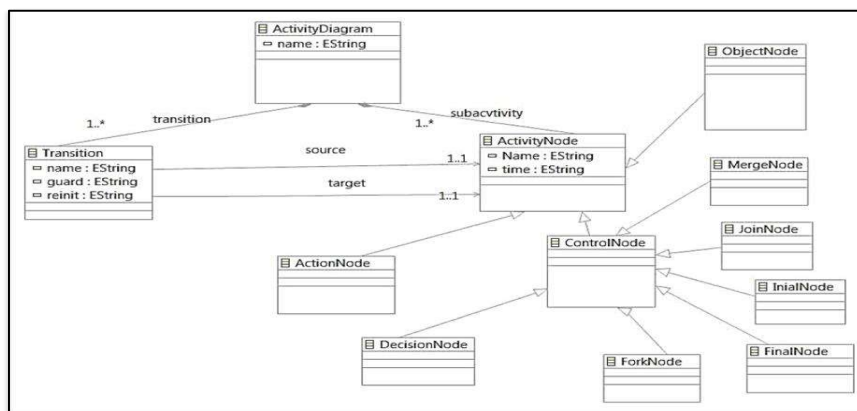 ActivityDiagram
name : EString
ObjectNode
transition
subacvtivity
1..*
1..*
Transition
name : EString
guard : EString
reinit : EString
source
1..1
target
1..1
ActivityNode
Name : EString
time : EString
MergeNode
JoinNode
ControlNode
ActionNode
InialNode
DecisionNode
ForkNode
FinalNode